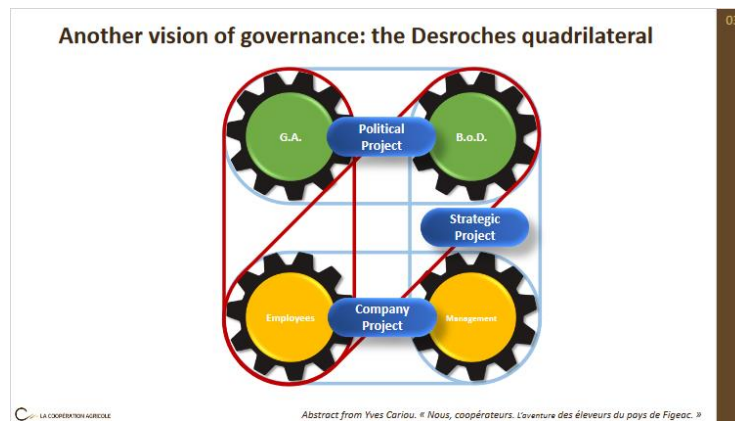 Another vision of governance: the Desroches quadrilateral
G.A.
Political
Project
B.o.D.
Strategic
Project
Employees
Company
Project
Management
LA COOPÉRATION AGRICOLE
Abstract from Yves Cariou. « Nous, coopérateurs. L'aventure des éleveurs du pays de Figeac. »